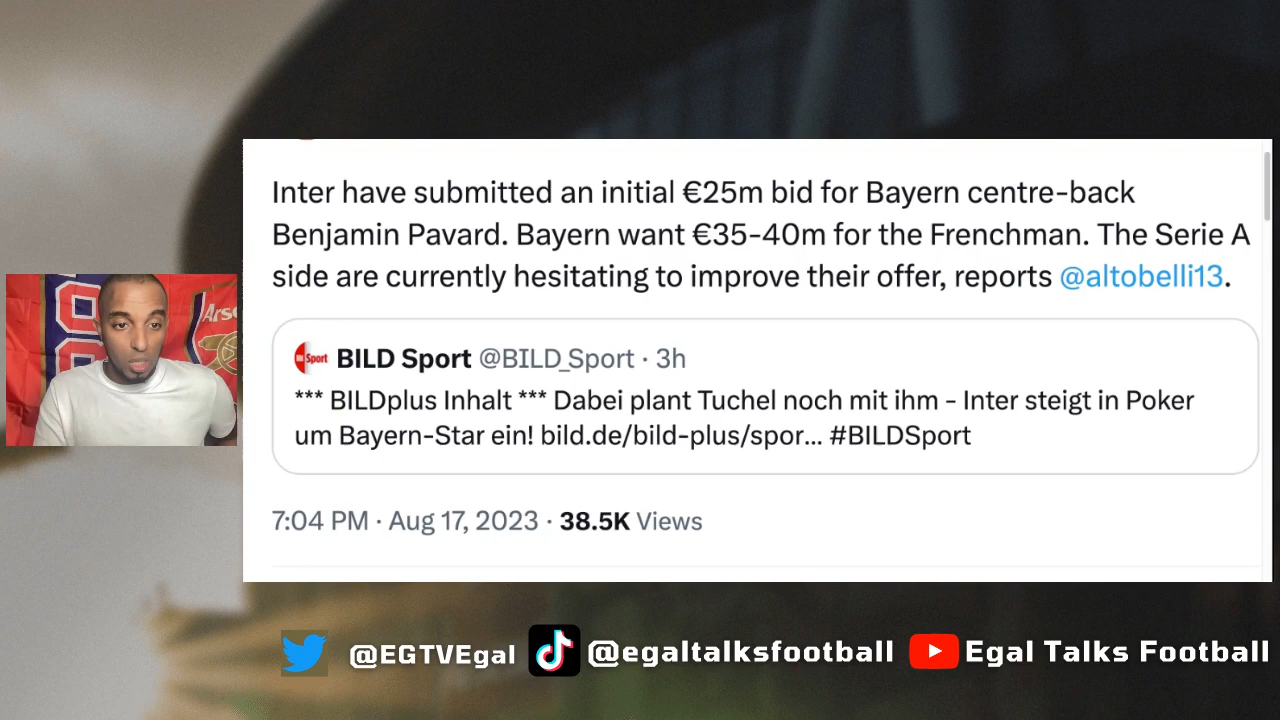 Inter have submitted an initial €25m bid for Bayern centre-back
Benjamin Pavard. Bayern want €35-40m for the Frenchman. The Serie A
side are currently hesitating to improve their offer, reports @altobelli13.
Arse
Sport BILD Sport @BILD_Sport · 3h
*** BILDplus Inhalt *** Dabei plant Tuchel noch mit ihm - Inter steigt in Poker
um Bayern-Star ein! bild.de/bild-plus/spor... #BILDSport
7:04 PM · Aug 17, 2023 · 38.5K Views
@EGTVEgal @egaltalksfootball Egal Talks Football